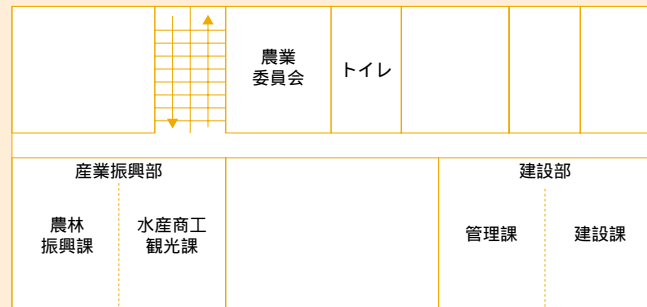 農業
委員会
トイレ
産業振興部
農林
振興課
水産商工
観光課
建設部
管理課
建設課